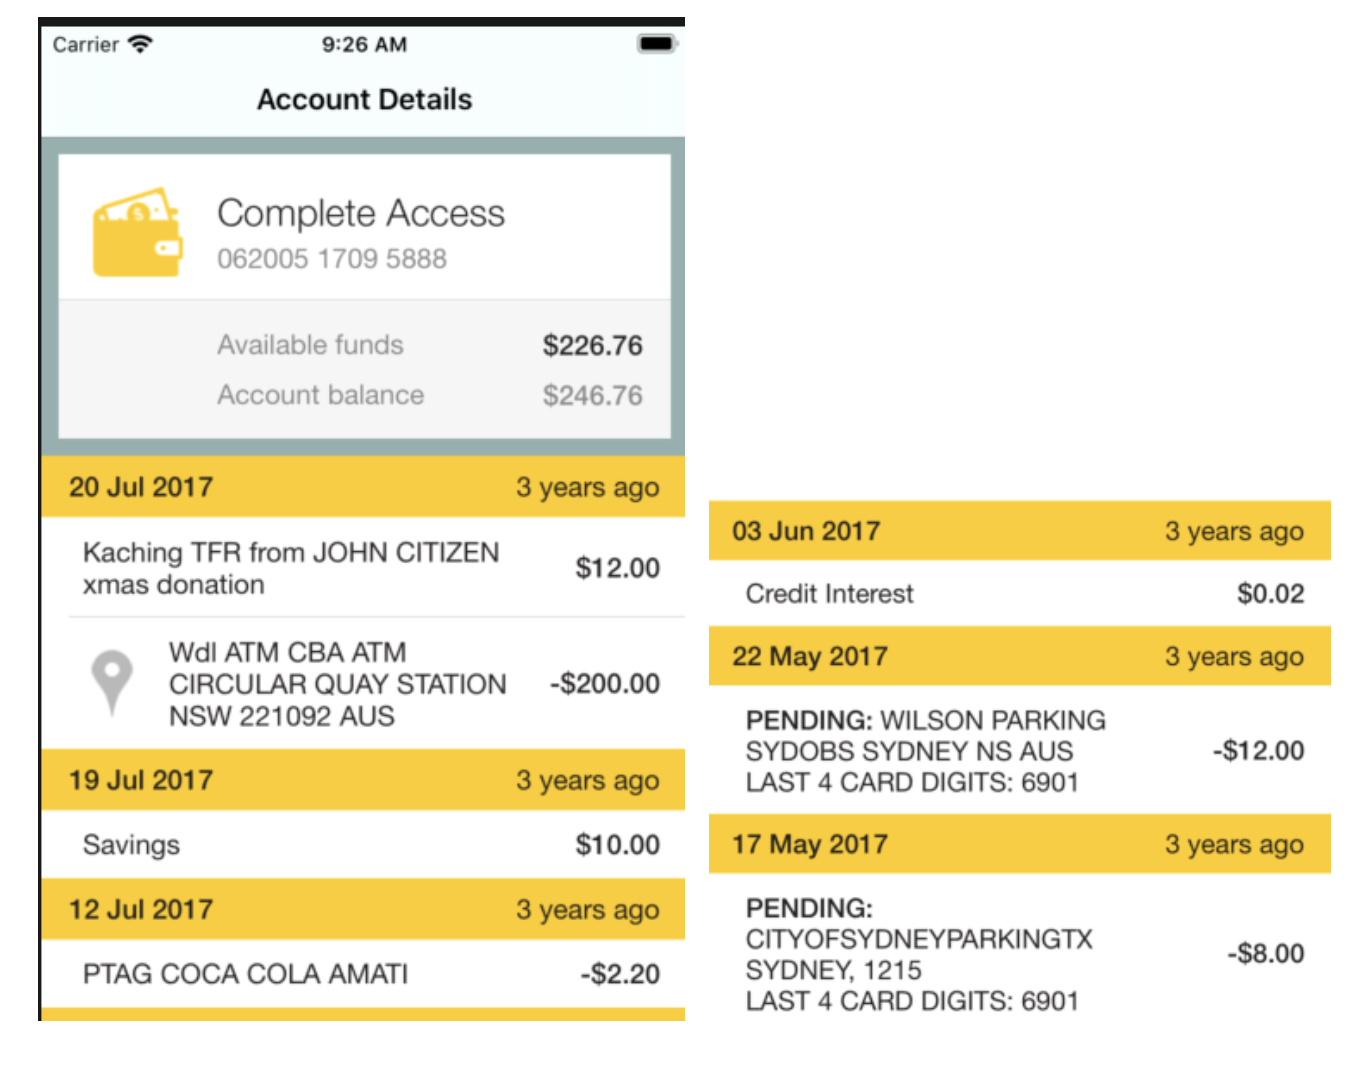 Carrier
9:26 AM
Account Details
Complete Access
062005 1709 5888
Available funds $226.76
Account balance $246.76
20 Jul 2017 3 years ago
Kaching TFR from JOHN CITIZEN
xmas donation
$12.00
Wdl ATM CBA ATM
CIRCULAR QUAY STATION
NSW 221092 AUS
-$200.00
19 Jul 2017 3 years ago
Savings $10.00
12 Jul 2017 3 years ago
PTAG COCA COLA AMATI -$2.20
03 Jun 2017 3 years ago
Credit Interest $0.02
22 May 2017 3 years ago
PENDING: WILSON PARKING
SYDOBS SYDNEY NS AUS
LAST 4 CARD DIGITS: 6901
-$12.00
17 May 2017 3 years ago
PENDING:
CITYOFSYDNEYPARKINGTX
SYDNEY, 1215
LAST 4 CARD DIGITS: 6901
-$8.00